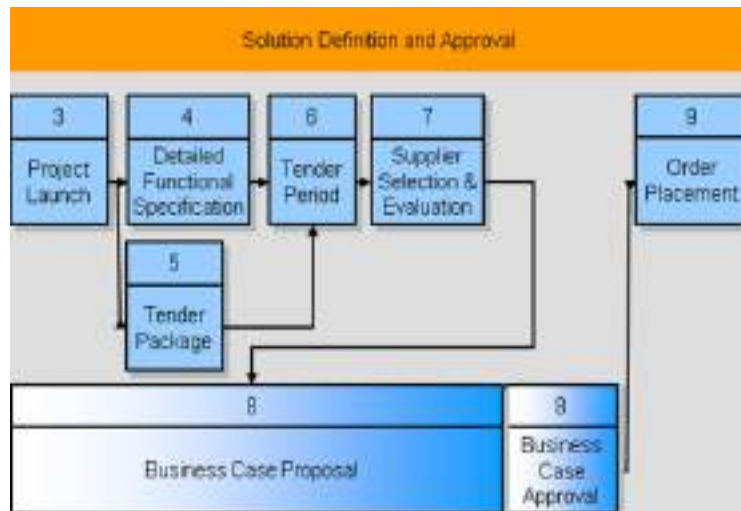 Solution Definition and Approval
3
Project
Launch
4
Detailed
Functional
Specification
6
Tender
Period
7
Supplier
Selection &
Evaluation
9
Order
Placement
5
Tender
Package
8
Business Case Proposal
8
Business
Case
Approval